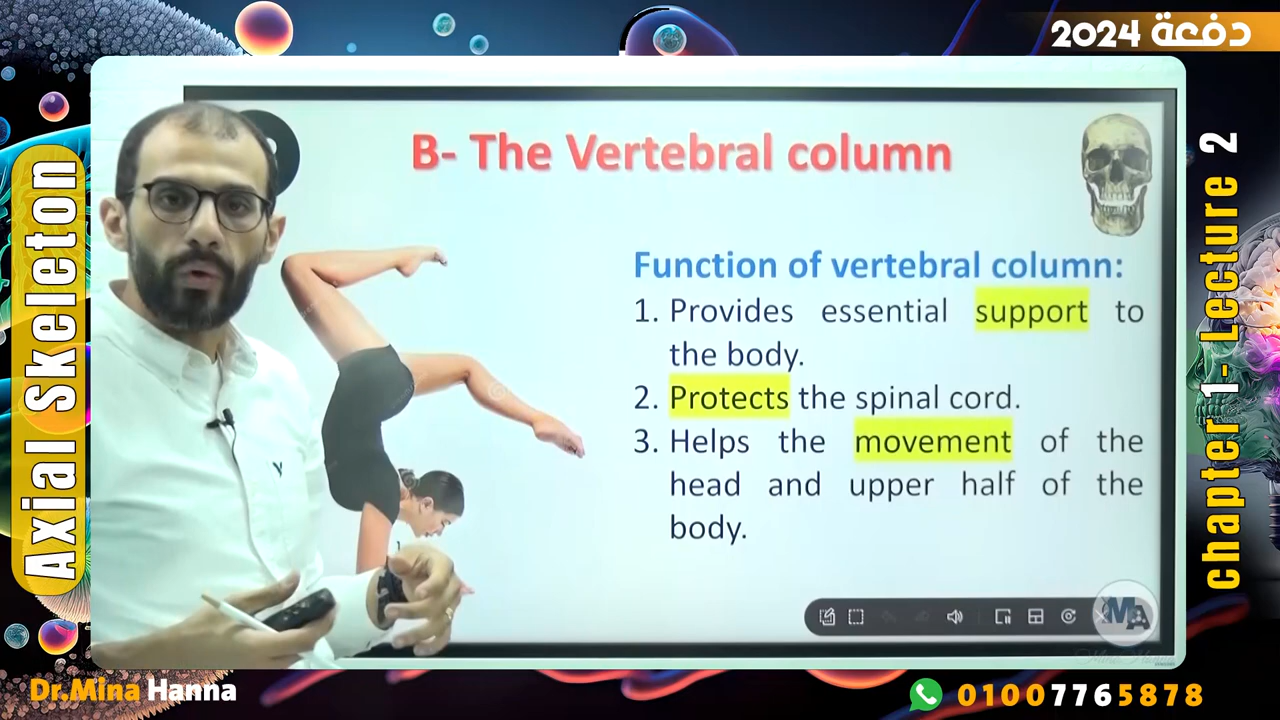 دفعة 2024
B- The Vertebral column
Axial Skeleton
chapter 1- Lecture 2
Function of vertebral column:
1. Provides essential support to
the body.
2. Protects the spinal cord.
3. Helps the movement of the
head and upper half of the
body.
MA
Dr.Mina Hanna
01007765878